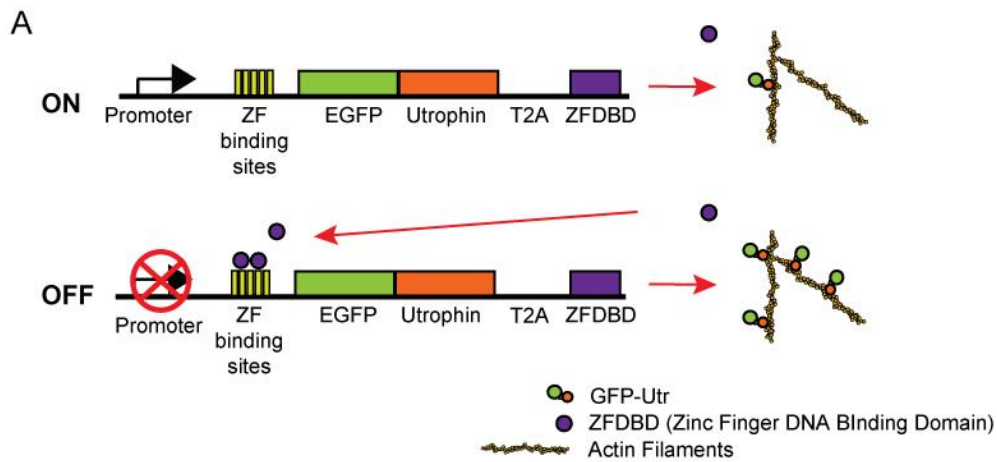 A
ON
Promoter
ZF
binding
sites
EGFP
Utrophin
T2A
ZFDBD
OFF
Promoter
ZF
binding
sites
EGFP
Utrophin
T2A
ZFDBD
GFP-Utr
ZFDBD (Zinc Finger DNA BInding Domain)
Actin Filaments